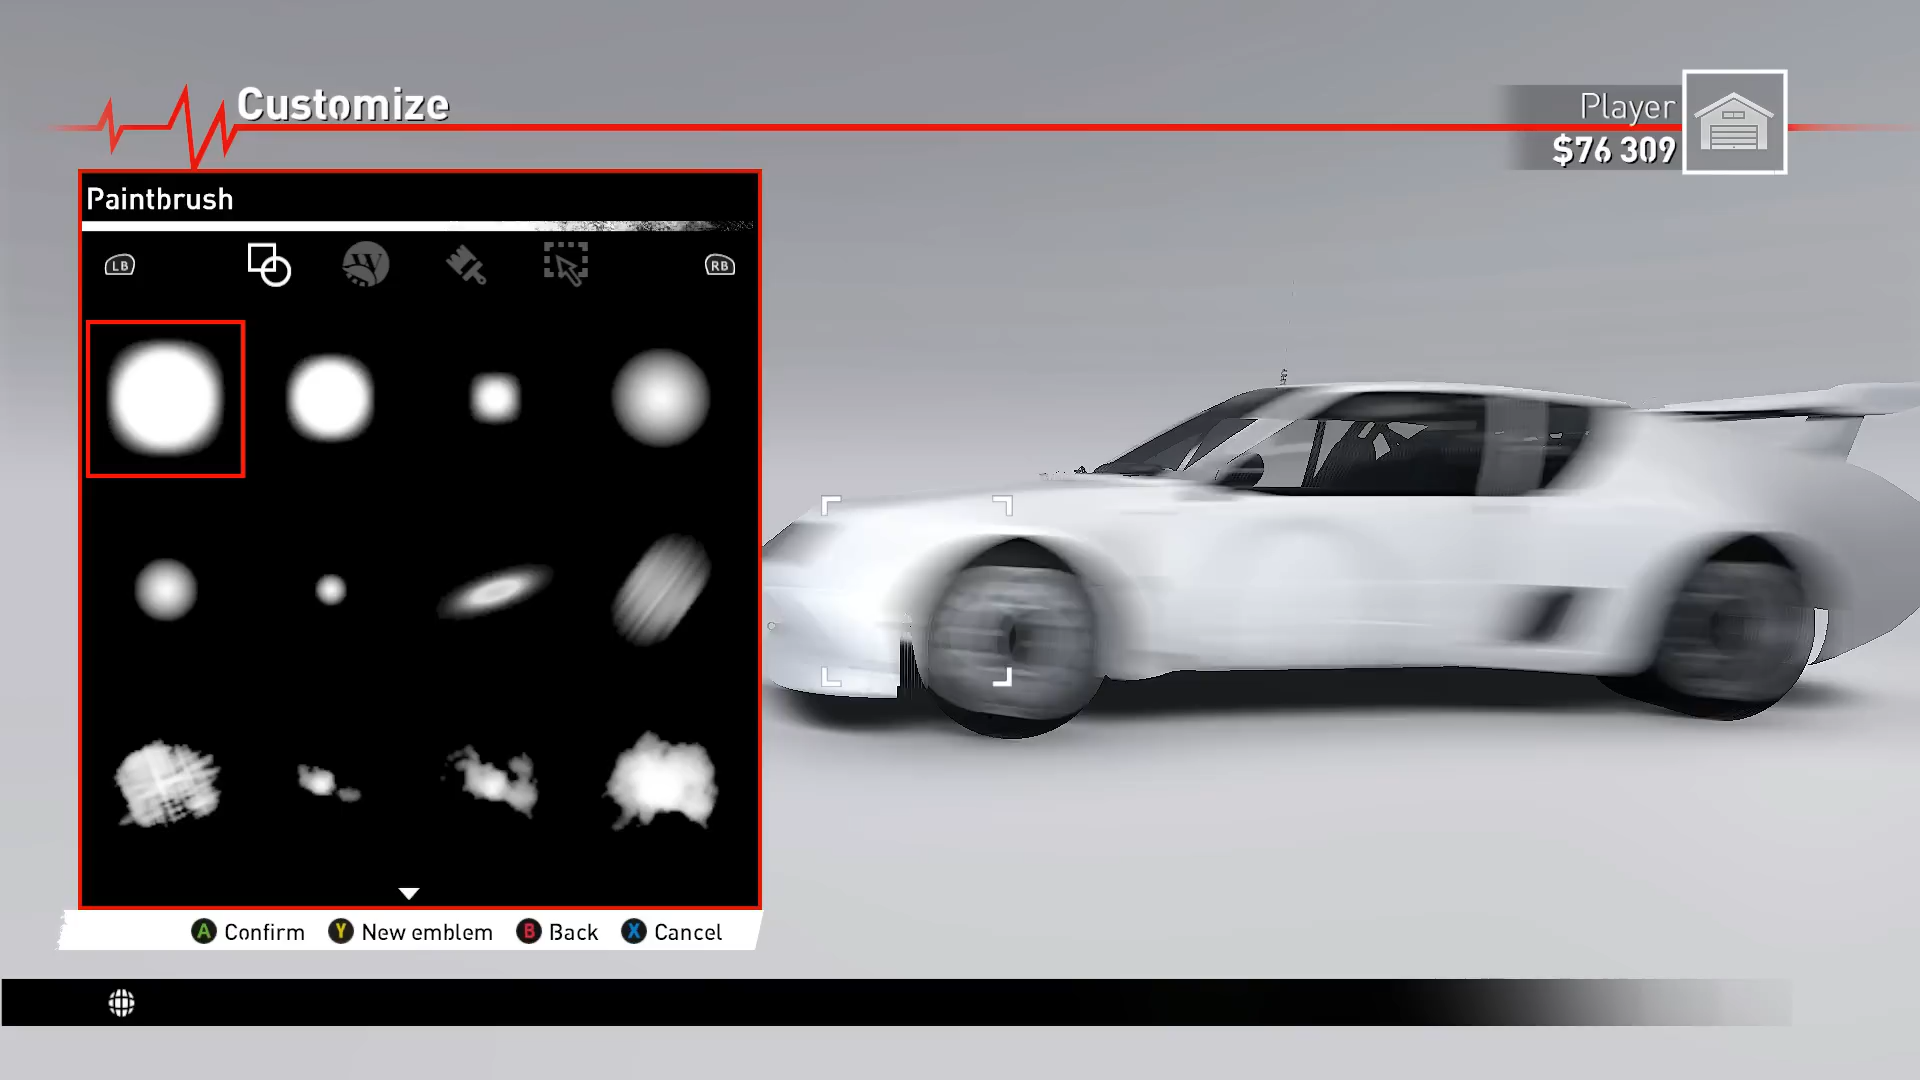 Customize
Player
$76 309
Paintbrush
LB
RB
A Confirm
Y New emblem
B Back
X Cancel